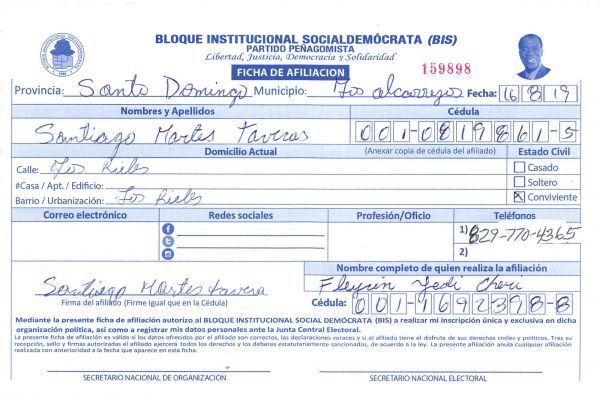 BLOQUE INSTITUCIONAL SOCIALDEMÓCRATA (BIS)
PARTIDO PEÑAGOMISTA
Libertad, Justicia, Democracia y Solidaridad
FICHA DE AFILIACION
159898
Provincia: Santo Domingo Municipio: Los alcarrizos Fecha: 16 8 19
Nombres y Apellidos Cédula
Santiago Martes Taveras 001-0819861-5
Domicilio Actual (Anexar copia de cédula del afiliado) Estado Civil
Calle: Los Rieles Casado
#Casa / Apt. / Edificio: Soltero
Barrio / Urbanización: Los Rieles Conviviente
Correo electrónico Redes sociales Profesión/Oficio Teléfonos
1) 829-770-4365
2)
Nombre completo de quien realiza la afiliación
Santiago Martes tavera
Firma del afiliado (Firme igual que en la Cédula) Cédula: 001-1692398-8
Mediante la presente ficha de afiliación autorizo al BLOQUE INSTITUCIONAL SOCIAL DEMÓCRATA (BIS) a realizar mi inscripción única y exclusiva en dicha
organización política, así como a registrar mis datos personales ante la Junta Central Electoral.
La presente ficha de afiliación es válida si los datos ofrecidos por el afiliado son correctos, las declaraciones veraces y si el afiliado tiene el disfrute de sus derechos civiles y políticos. Tras su
recepción, sello y firmas autorizadas el afiliado ejercerá todos los derechos y los deberes estatutariamente sancionados, de acuerdo a la ley. La presente afiliación anula cualquier afiliación
realizada con anterioridad a la fecha que aparece en esta ficha.
SECRETARIO NACIONAL DE ORGANIZACIÓN SECRETARIO NACIONAL ELECTORAL